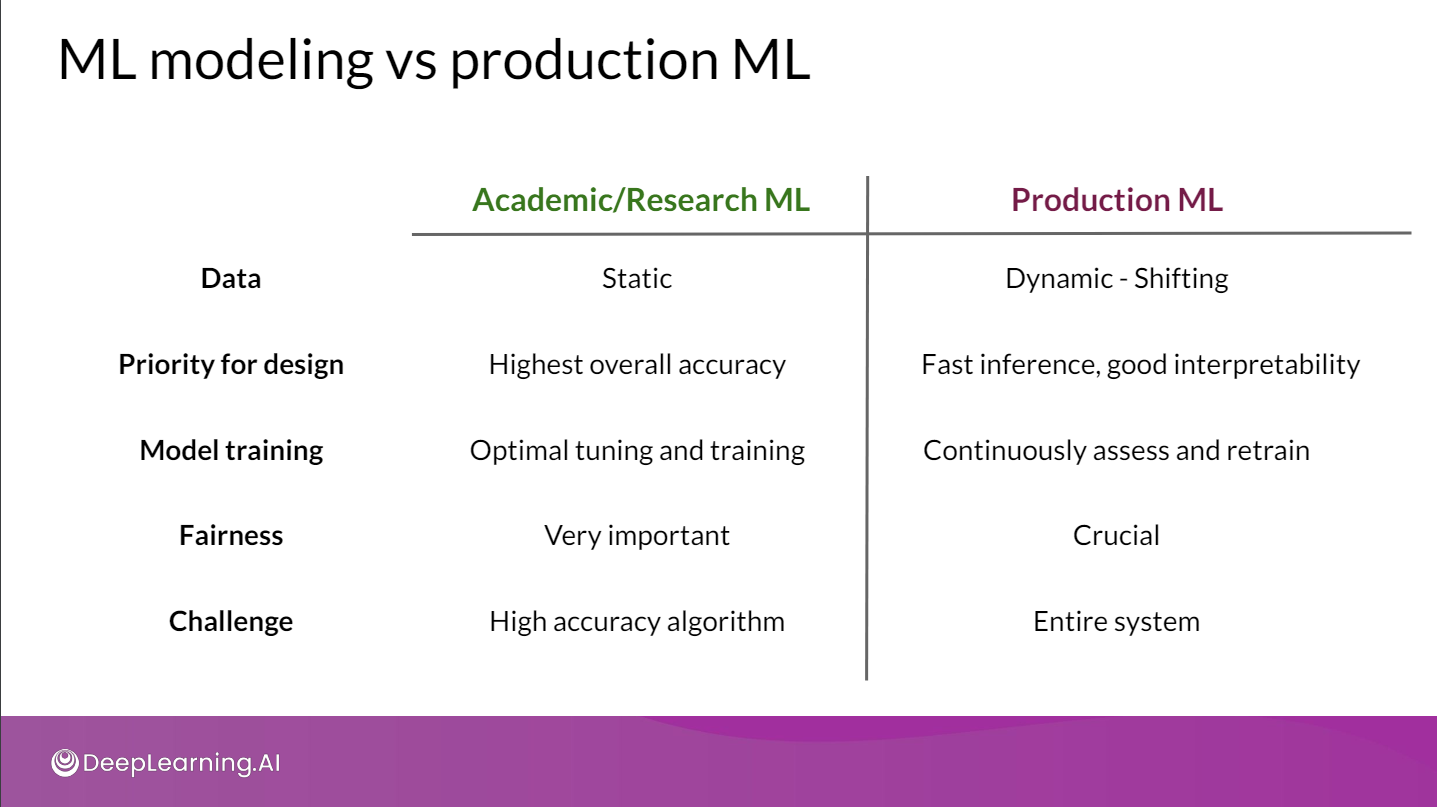 ML modeling vs production ML
Academic/Research ML Production ML
Data Static Dynamic - Shifting
Priority for design Highest overall accuracy Fast inference, good interpretability
Model training Optimal tuning and training Continuously assess and retrain
Fairness Very important Crucial
Challenge High accuracy algorithm Entire system
DeepLearning.AI